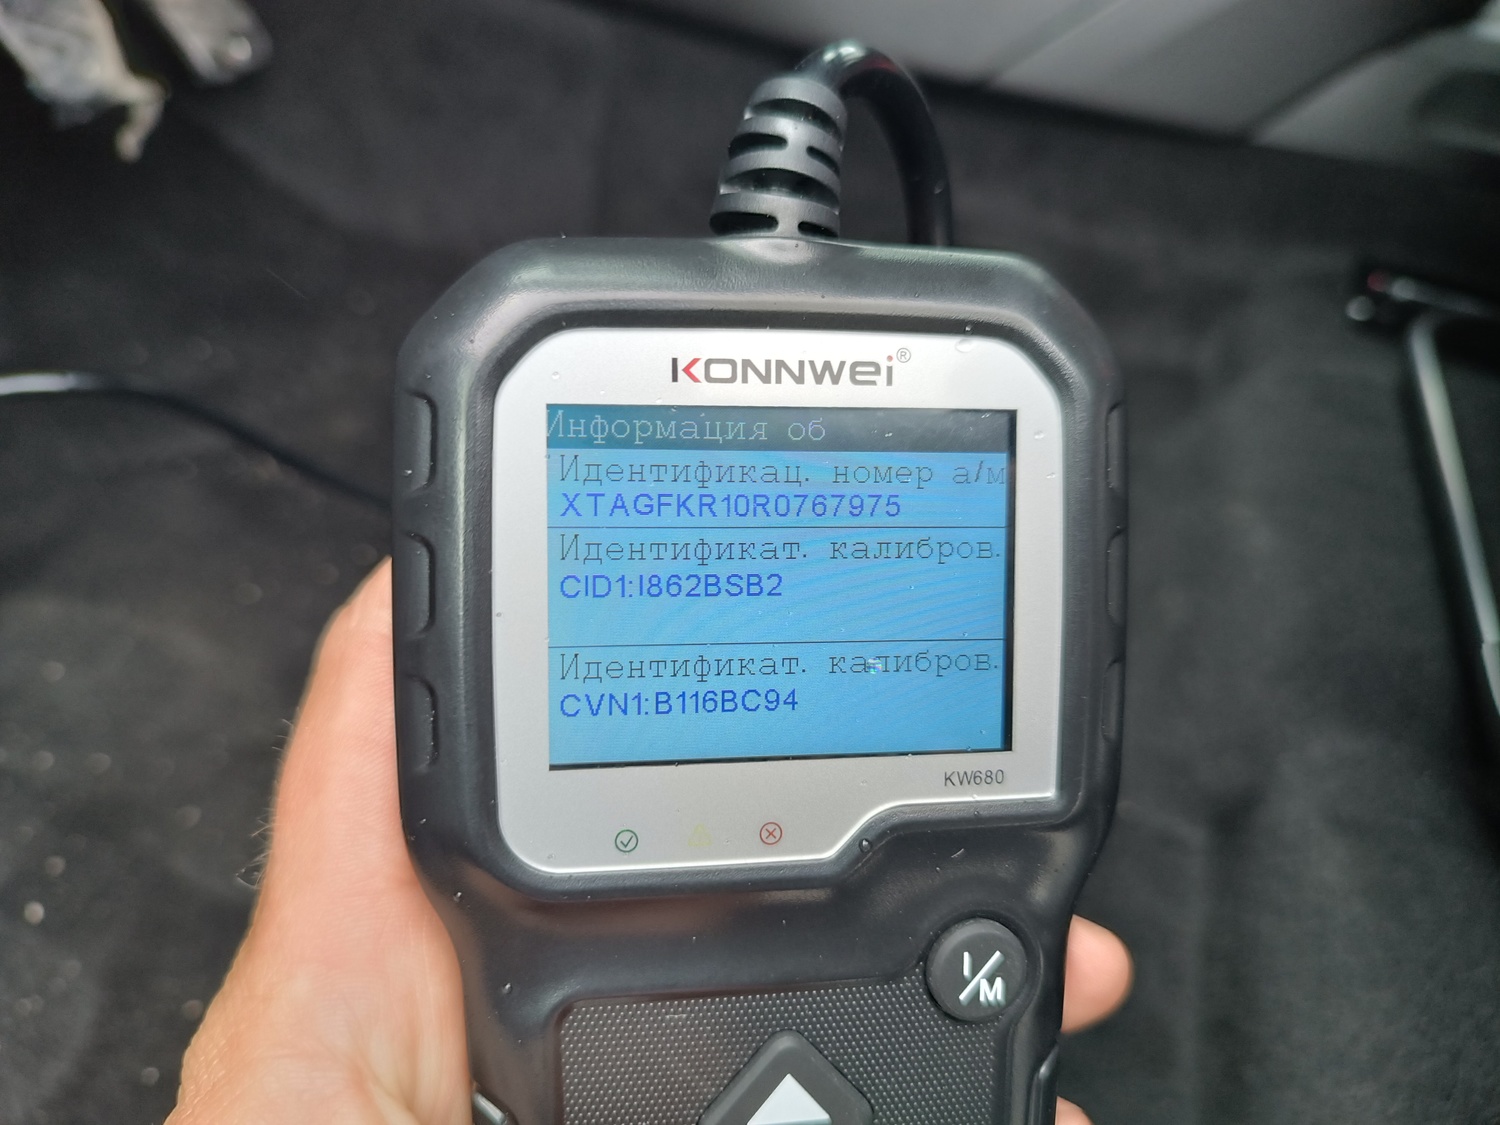 KONNWEI®
Информация об
Идентификац. номер а/м
XTAGFKR10R0767975
Идентификат. калибров.
CID1:I862BSB2
Идентификат. калибров.
CVN1:B116BC94
KW680
I/M